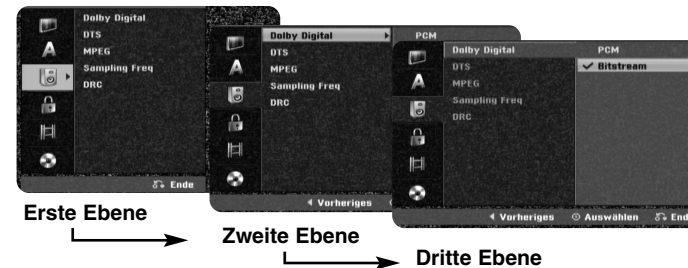 Dolby Digital
DTS
MPEG
Sampling Freq
DRC
Ende
Erste Ebene
Dolby Digital
PCM
DTS
MPEG
Sampling Freq
DRC
Vorheriges
Zweite Ebene
Dolby Digital
PCM
DTS
Bitstream
MPEG
Sampling Freq
DRC
Vorheriges Auswählen
Dritte Ebene